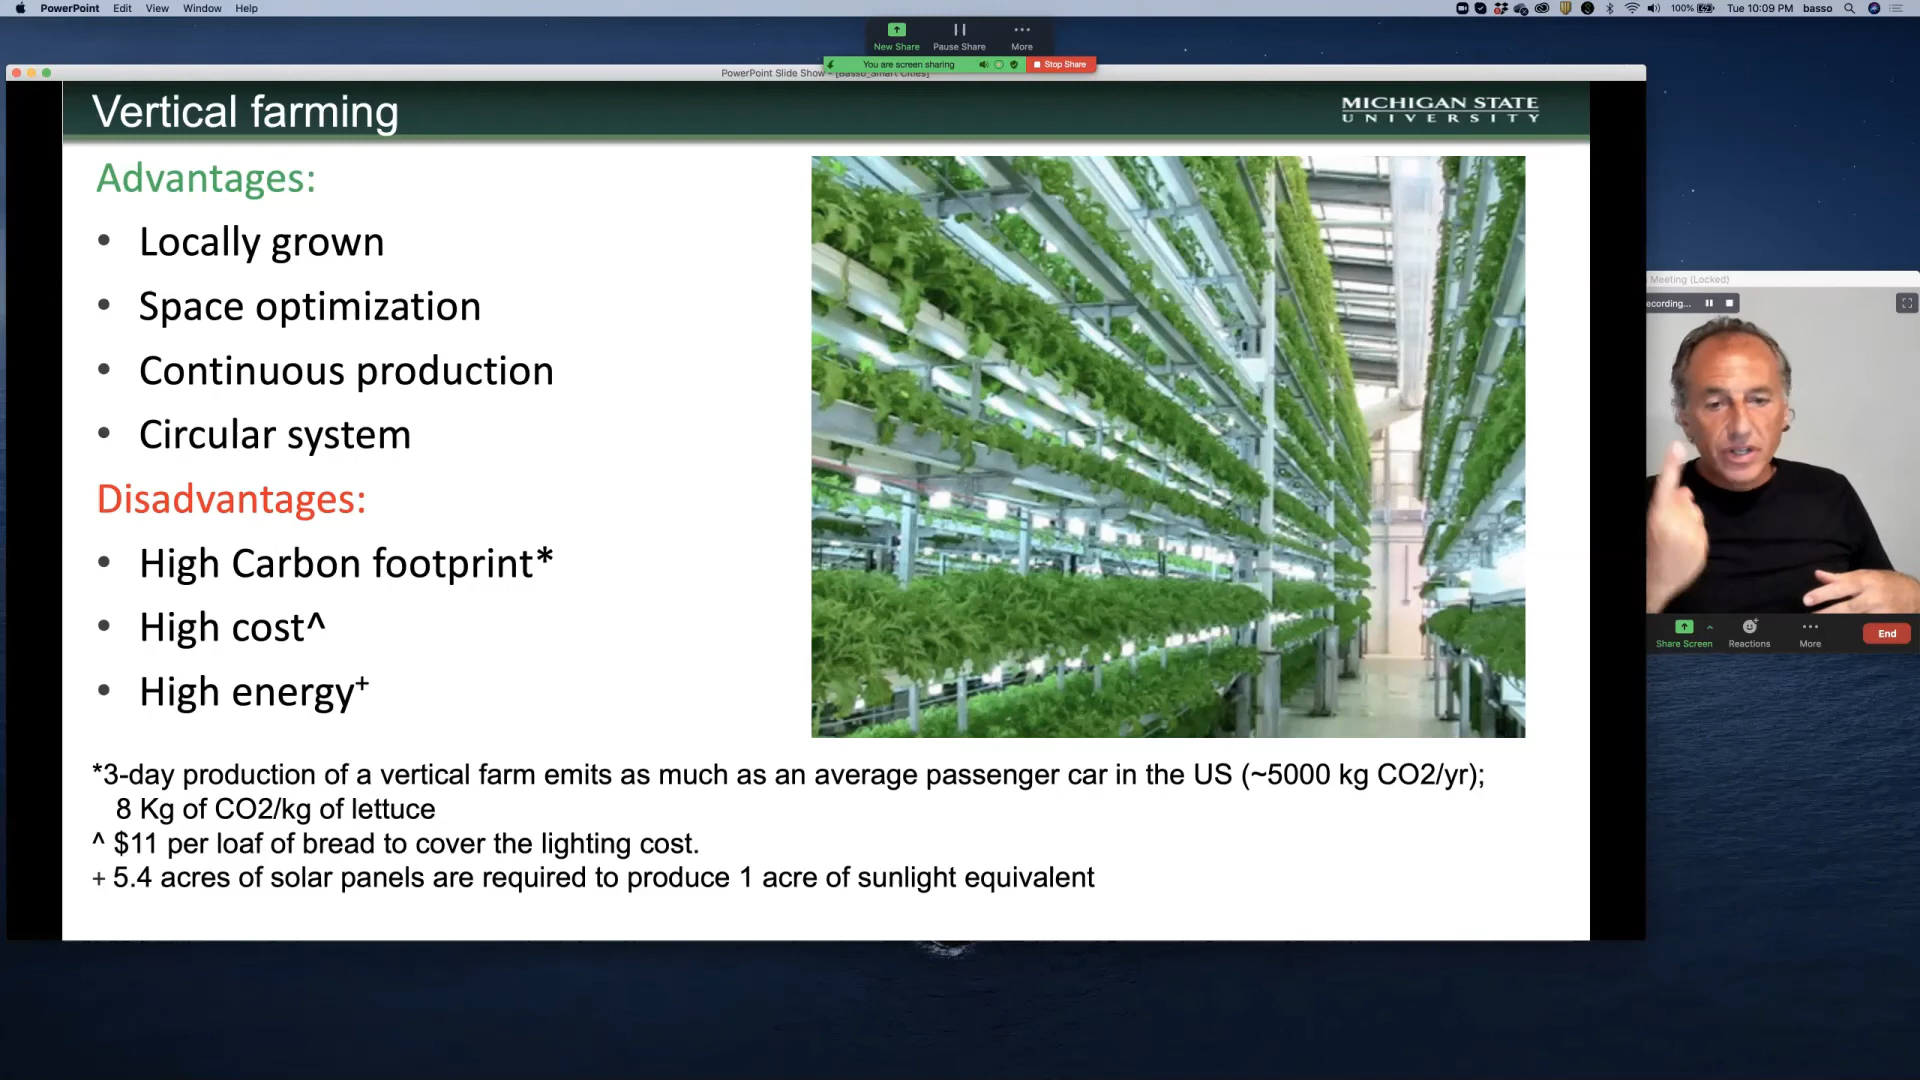 PowerPoint Edit View Window Help
100% Tue 10:09 PM basso
New Share Pause Share More
You are screen sharing Stop Share
PowerPoint Slide Show - [Basso_Smart Cities]
Vertical farming
MICHIGAN STATE
UNIVERSITY
Advantages:
• Locally grown
• Space optimization
• Continuous production
• Circular system
Disadvantages:
• High Carbon footprint*
• High cost^
• High energy+
*3-day production of a vertical farm emits as much as an average passenger car in the US (~5000 kg CO2/yr);
8 Kg of CO2/kg of lettuce
^ $11 per loaf of bread to cover the lighting cost.
+ 5.4 acres of solar panels are required to produce 1 acre of sunlight equivalent
Meeting (Locked)
ecording...
Share Screen Reactions More End